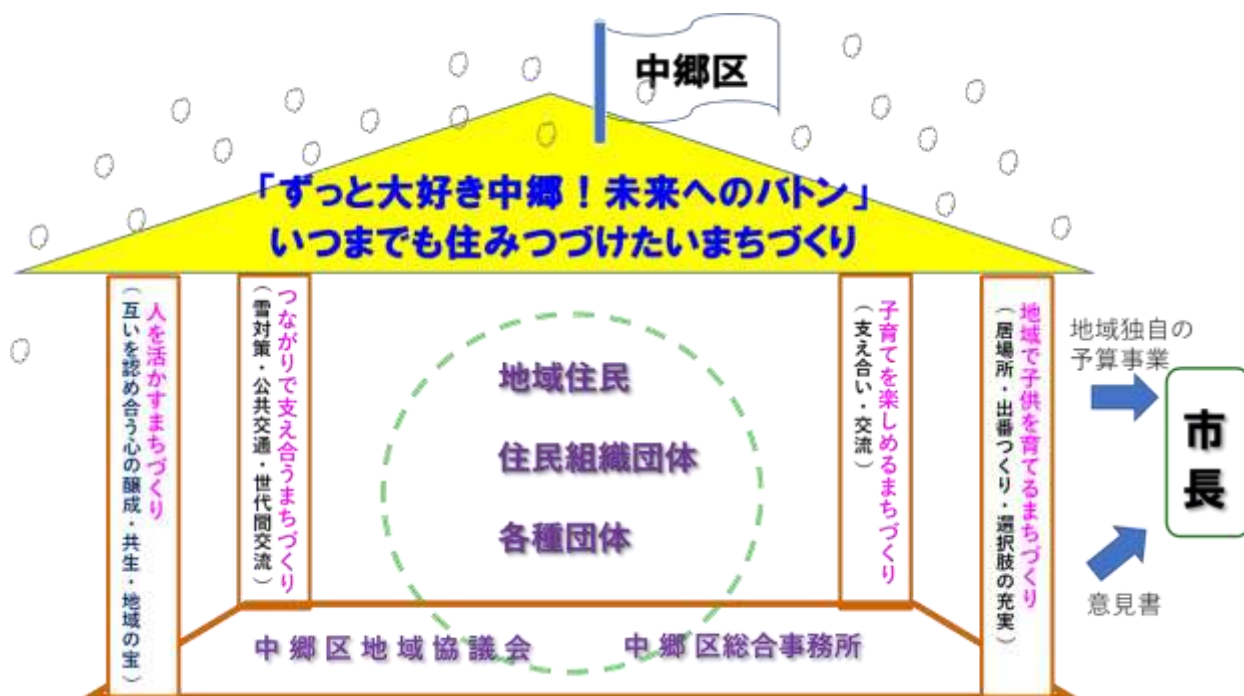 中郷区
「ずっと大好き中郷！未来へのバトン」
いつまでも住みつづけたいまちづくり
人を活かすまちづくり
（互いを認め合う心の醸成・共生・地域の宝）
つながりで支え合うまちづくり
（雪対策・公共交通・世代間交流）
地域住民
住民組織団体
各種団体
子育てを楽しめるまちづくり
（支え合い・交流）
地域で子供を育てるまちづくり
（居場所・出番つくり・選択肢の充実）
中郷区地域協議会
中郷区総合事務所
地域独自の
予算事業
意見書
市長